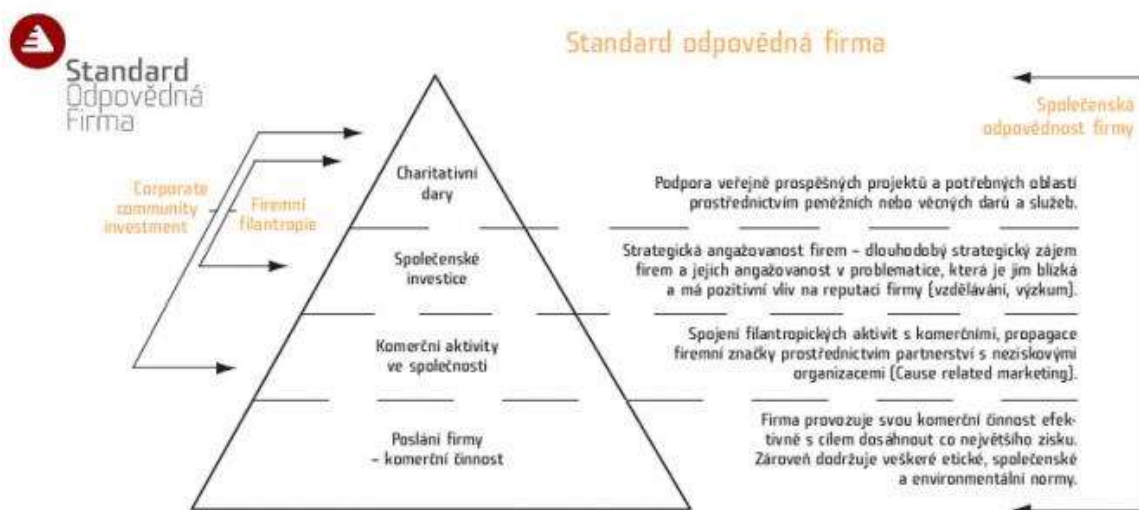 Standard
Odpovědná
Firma
Standard odpovědná firma
Společenská
odpovědnost firmy
Corporate
community
investment
Firemní
filantropie
Charitativní
dary
Podpora veřejně prospěšných projektů a potřebných oblastí
prostřednictvím peněžních nebo věcných darů a služeb.
Společenské
investice
Strategická angažovanost firem – dlouhodobý strategický zájem
firem a jejich angažovanost v problematice, která je jim blízká
a má pozitivní vliv na reputaci firmy (vzdělávání, výzkum).
Komerční aktivity
ve společnosti
Spojení filantropických aktivit s komerčními, propagace
firemní značky prostřednictvím partnerství s neziskovými
organizacemi (Cause related marketing).
Poslání firmy
– komerční činnost
Firma provozuje svou komerční činnost efek-
tivně s cílem dosáhnout co největšího zisku.
Zároveň dodržuje veškeré etické, společenské
a environmentální normy.